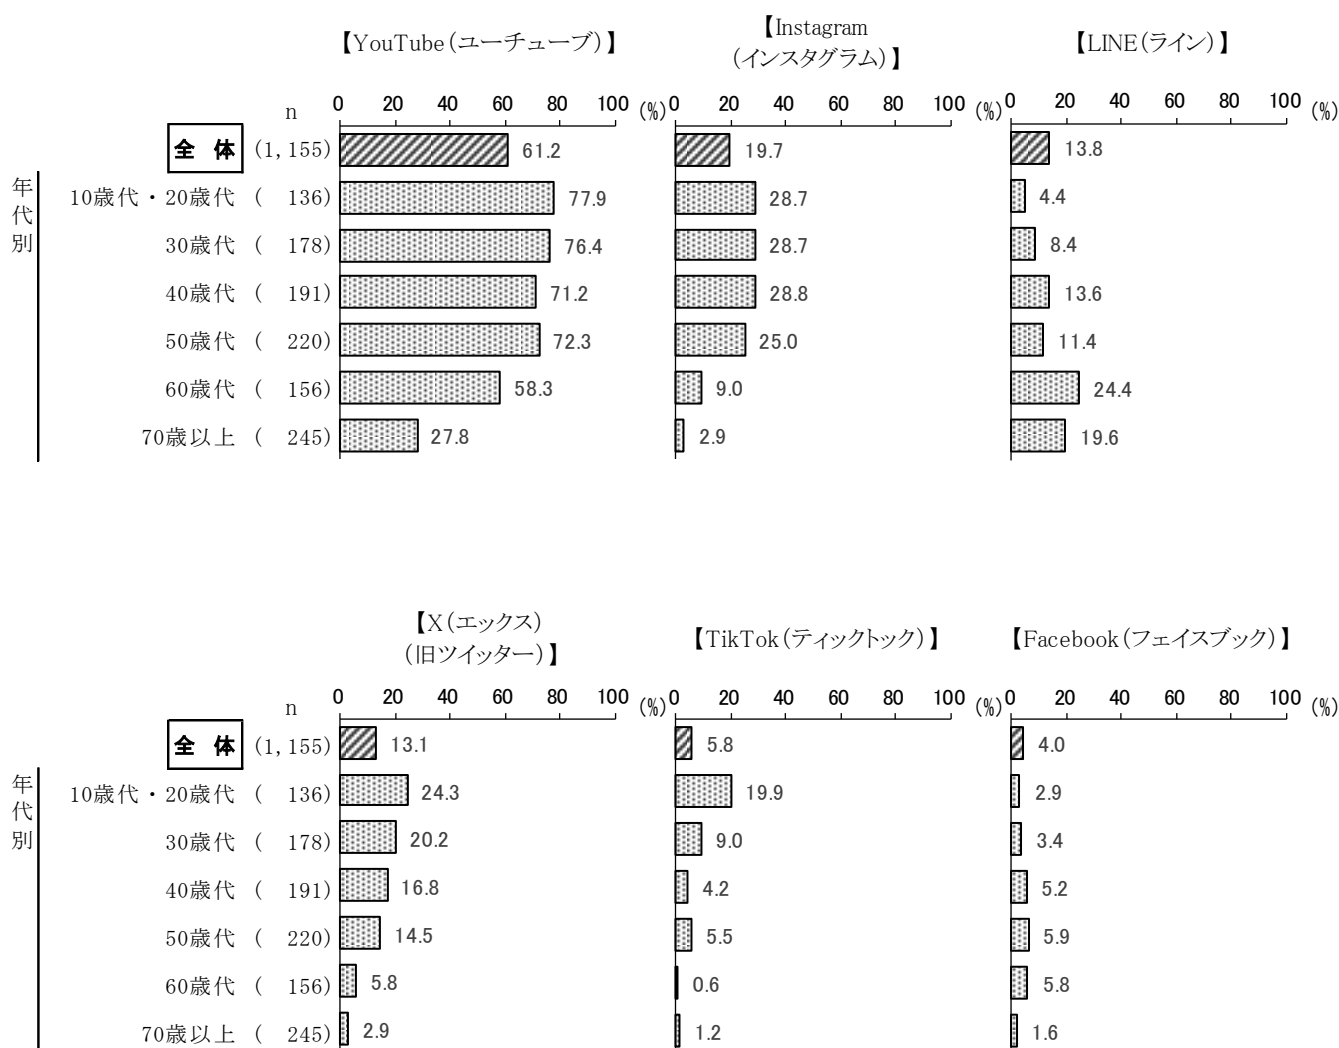 【YouTube(ユーチューブ)】
【Instagram
(インスタグラム)】
【LINE(ライン)】
n 0 20 40 60 80 100 (%) 0 20 40 60 80 100 (%) 0 20 40 60 80 100 (%)
全 体 (1,155) 61.2 19.7 13.8
年代別
10歳代・20歳代 ( 136) 77.9 28.7 4.4
30歳代 ( 178) 76.4 28.7 8.4
40歳代 ( 191) 71.2 28.8 13.6
50歳代 ( 220) 72.3 25.0 11.4
60歳代 ( 156) 58.3 9.0 24.4
70歳以上 ( 245) 27.8 2.9 19.6
【X(エックス)
(旧ツイッター)】
【TikTok(ティックトック)】
【Facebook(フェイスブック)】
n 0 20 40 60 80 100 (%) 0 20 40 60 80 100 (%) 0 20 40 60 80 100 (%)
全 体 (1,155) 13.1 5.8 4.0
年代別
10歳代・20歳代 ( 136) 24.3 19.9 2.9
30歳代 ( 178) 20.2 9.0 3.4
40歳代 ( 191) 16.8 4.2 5.2
50歳代 ( 220) 14.5 5.5 5.9
60歳代 ( 156) 5.8 0.6 5.8
70歳以上 ( 245) 2.9 1.2 1.6